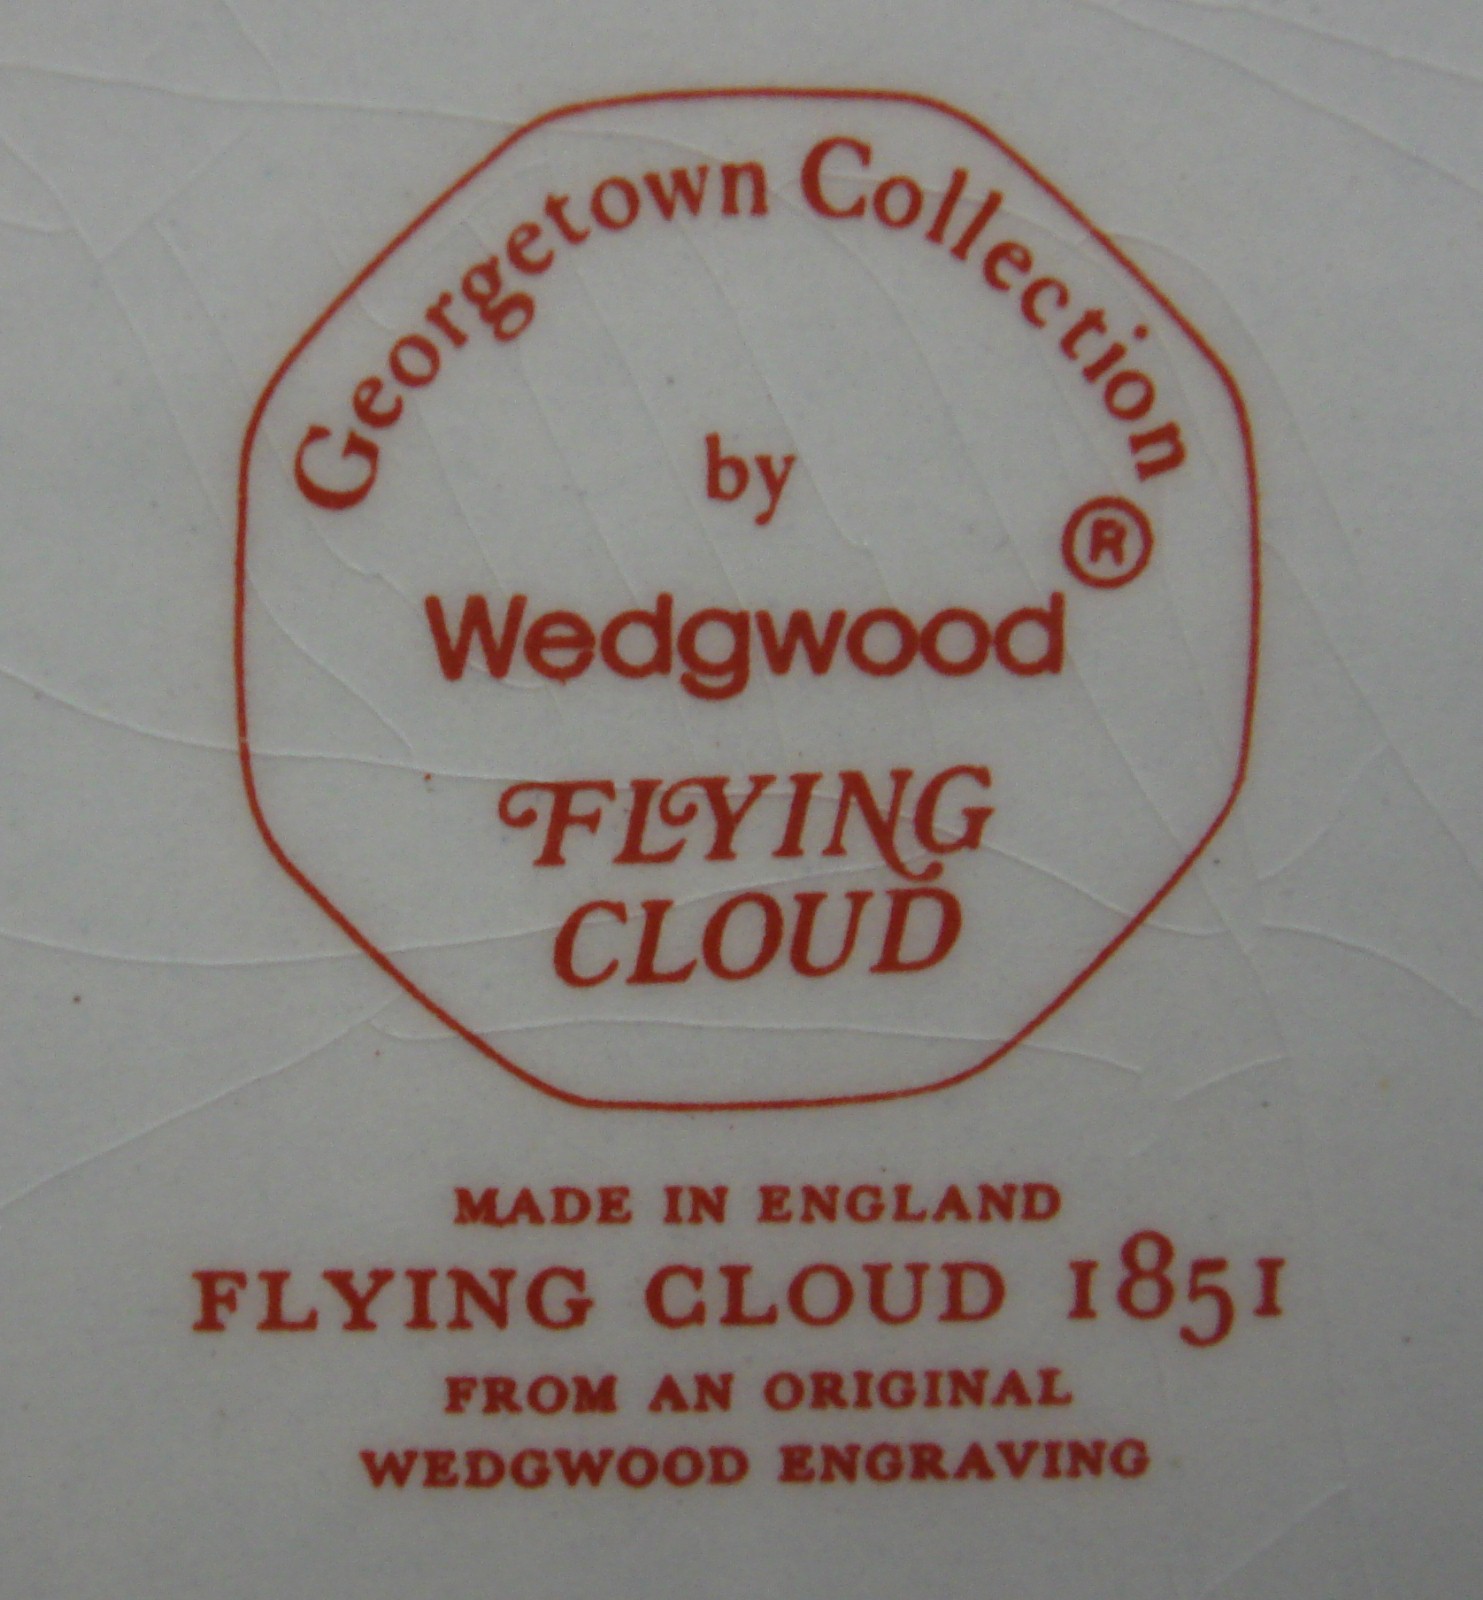 Georgetown Collection
by
Wedgwood®
FLYING
CLOUD
MADE IN ENGLAND
FLYING CLOUD 1851
FROM AN ORIGINAL
WEDGWOOD ENGRAVING